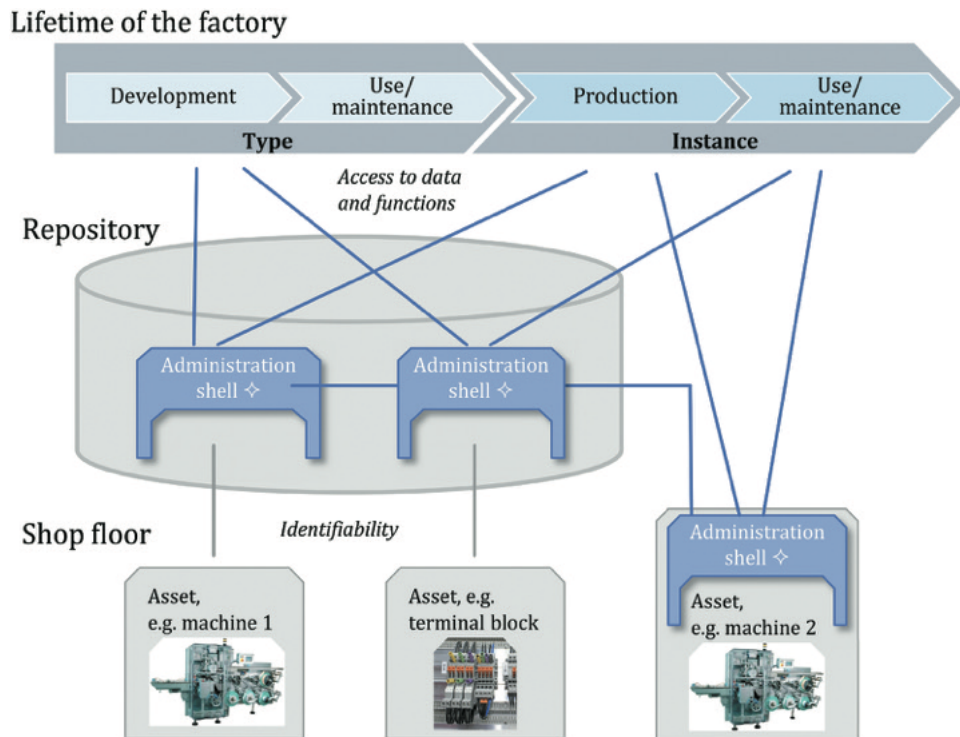 Lifetime of the factory
Development
Use/
maintenance
Production
Use/
maintenance
Type
Instance
Access to data
and functions
Repository
Administration
shell ✧
Administration
shell ✧
Shop floor
Identifiability
Administration
shell ✧
Asset,
e.g. machine 1
Asset, e.g.
terminal block
Asset,
e.g. machine 2